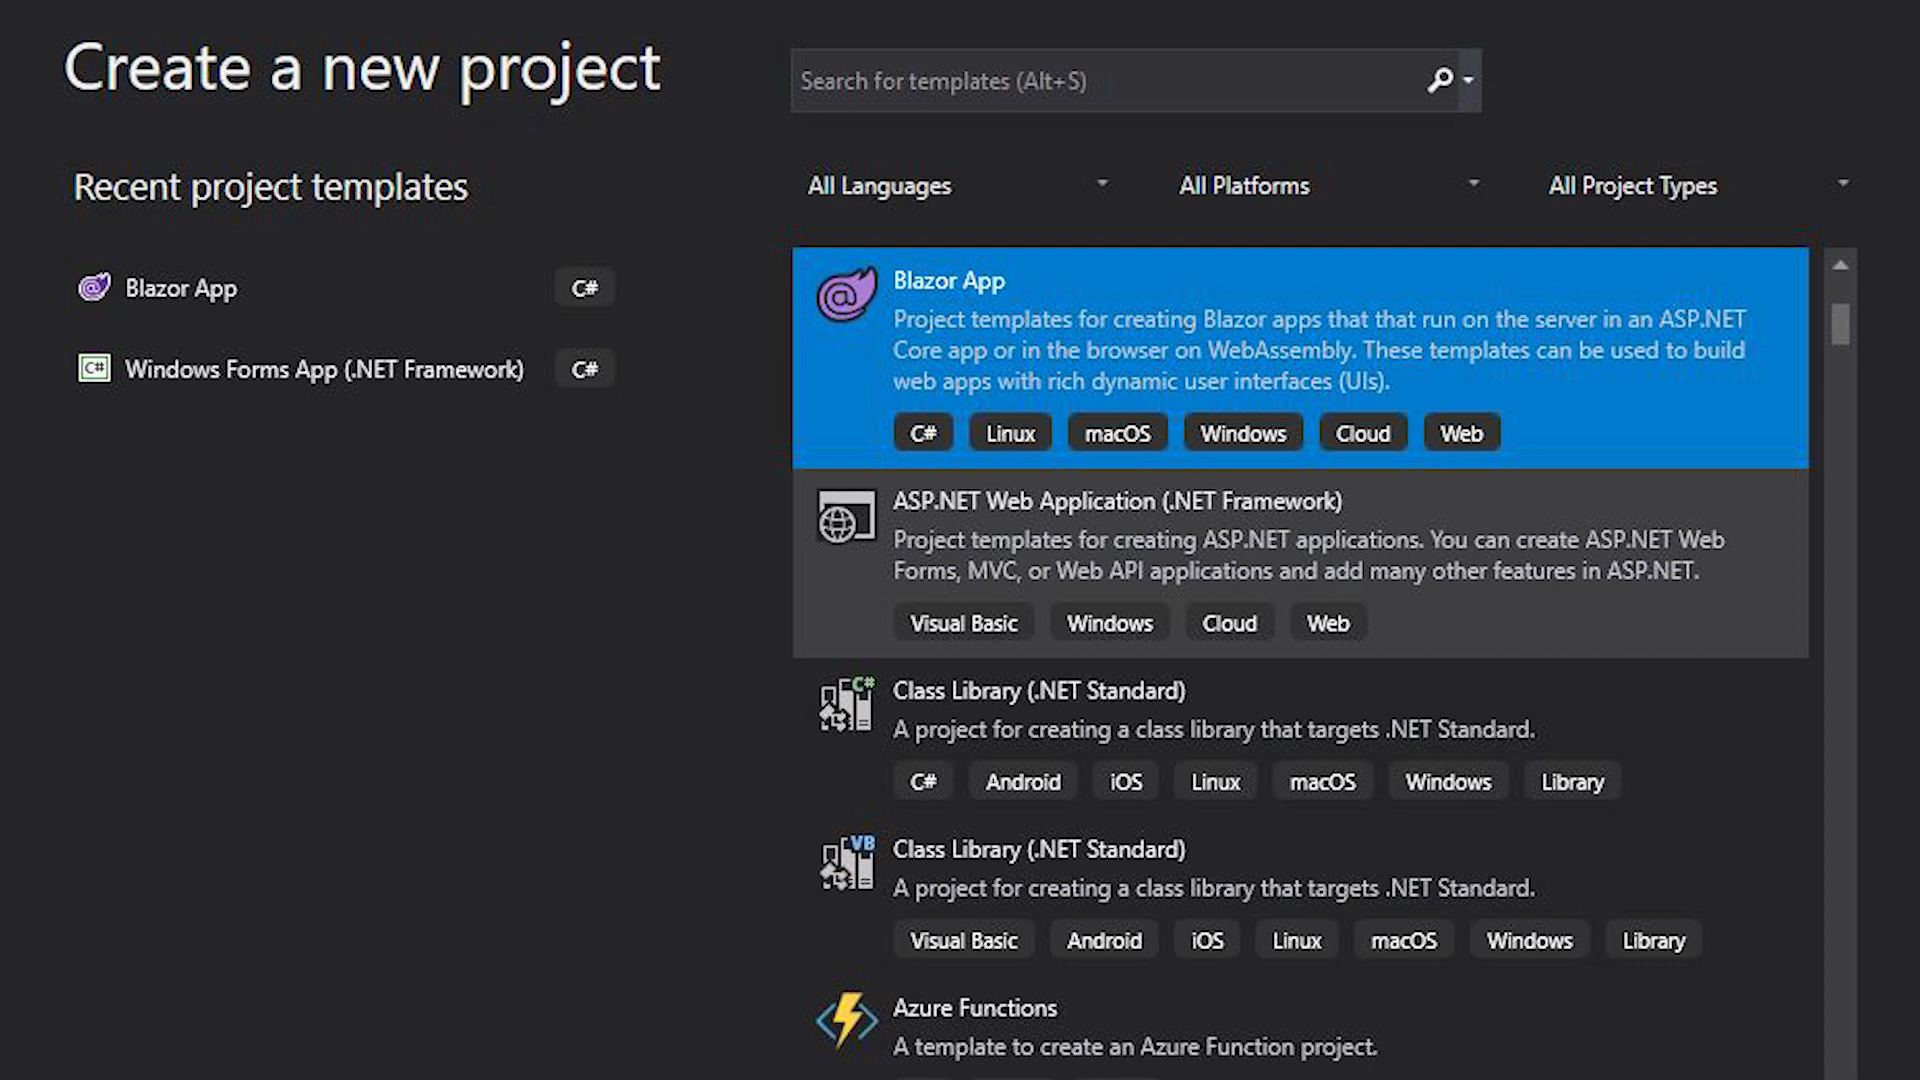 Create a new project
Search for templates (Alt+S)
Recent project templates
All Languages
All Platforms
All Project Types
Blazor App
C#
C#
Windows Forms App (.NET Framework)
C#
Blazor App
Project templates for creating Blazor apps that that run on the server in an ASP.NET
Core app or in the browser on WebAssembly. These templates can be used to build
web apps with rich dynamic user interfaces (UIs).
C# Linux macOS Windows Cloud Web
ASP.NET Web Application (.NET Framework)
Project templates for creating ASP.NET applications. You can create ASP.NET Web
Forms, MVC, or Web API applications and add many other features in ASP.NET.
Visual Basic Windows Cloud Web
C#
Class Library (.NET Standard)
A project for creating a class library that targets .NET Standard.
C# Android iOS Linux macOS Windows Library
VB
Class Library (.NET Standard)
A project for creating a class library that targets .NET Standard.
Visual Basic Android iOS Linux macOS Windows Library
Azure Functions
A template to create an Azure Function project.